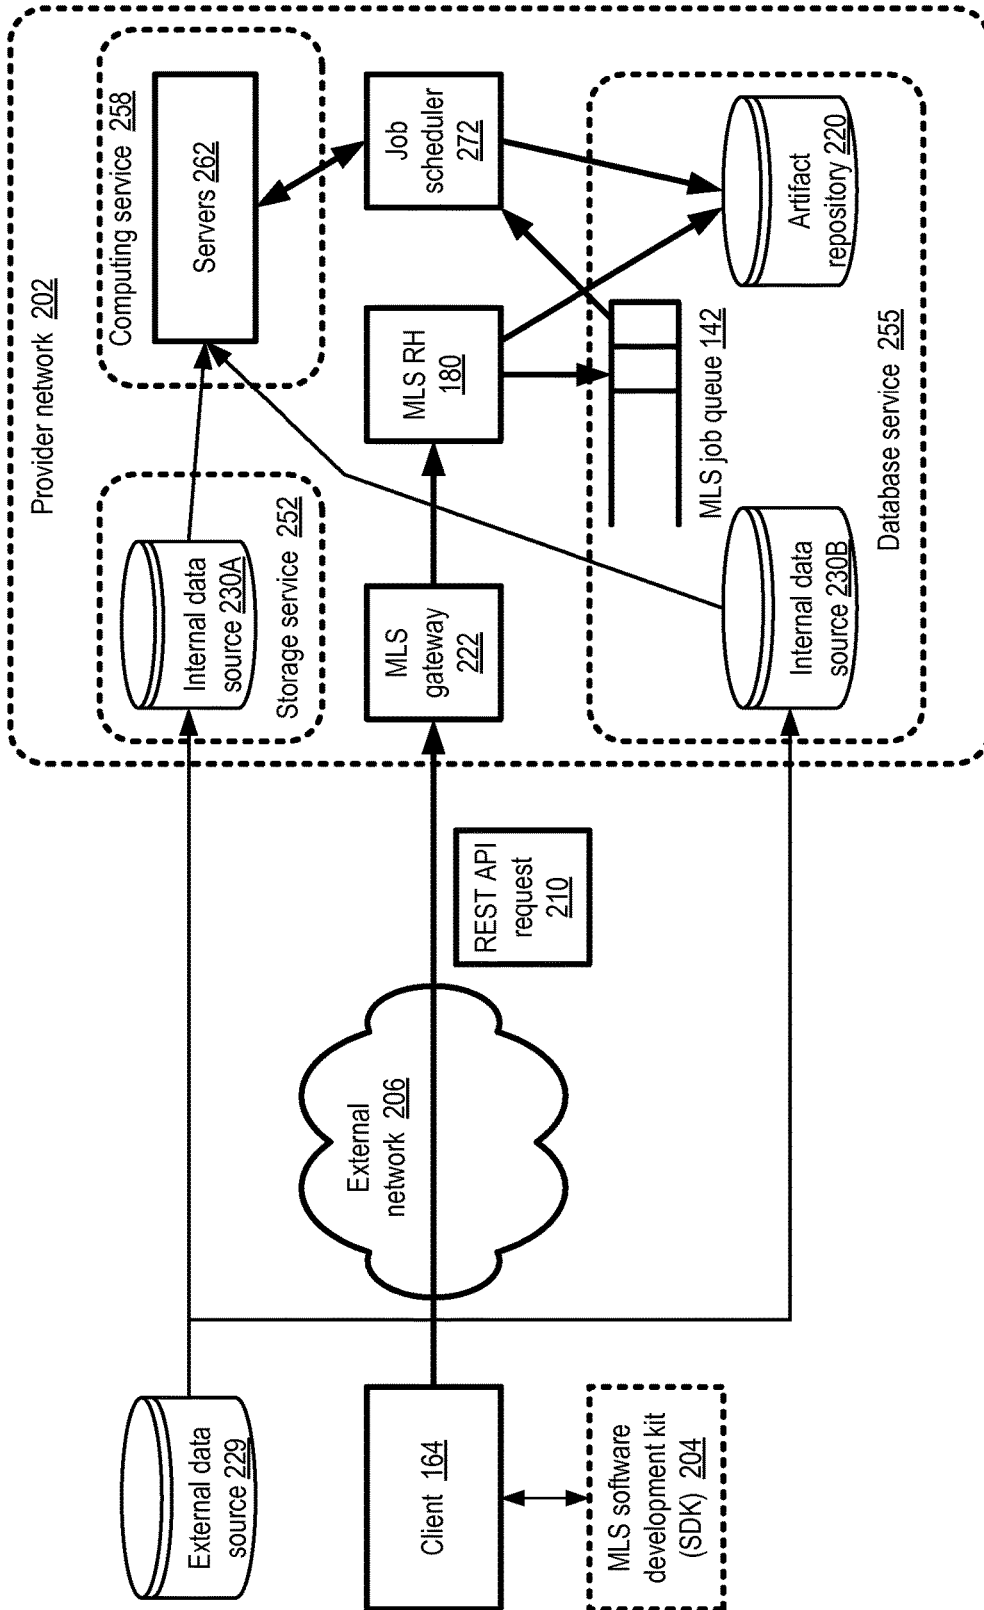 Provider network 202
Computing service 258
Servers 262
Internal data
source 230A
Storage service 252
External data
source 229
Job
scheduler
272
MLS RH
180
MLS
gateway
222
REST API
request
210
External
network 206
Client 164
MLS software
development kit
(SDK) 204
MLS job queue 142
Artifact
repository 220
Internal data
source 230B
Database service 255